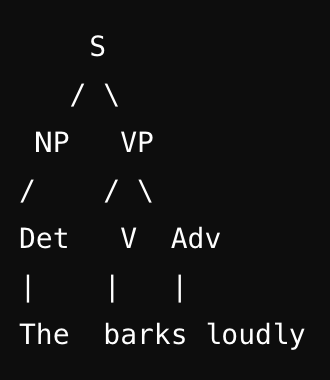 S
/ \
NP VP
/ / \
Det V Adv
| | |
The barks loudly